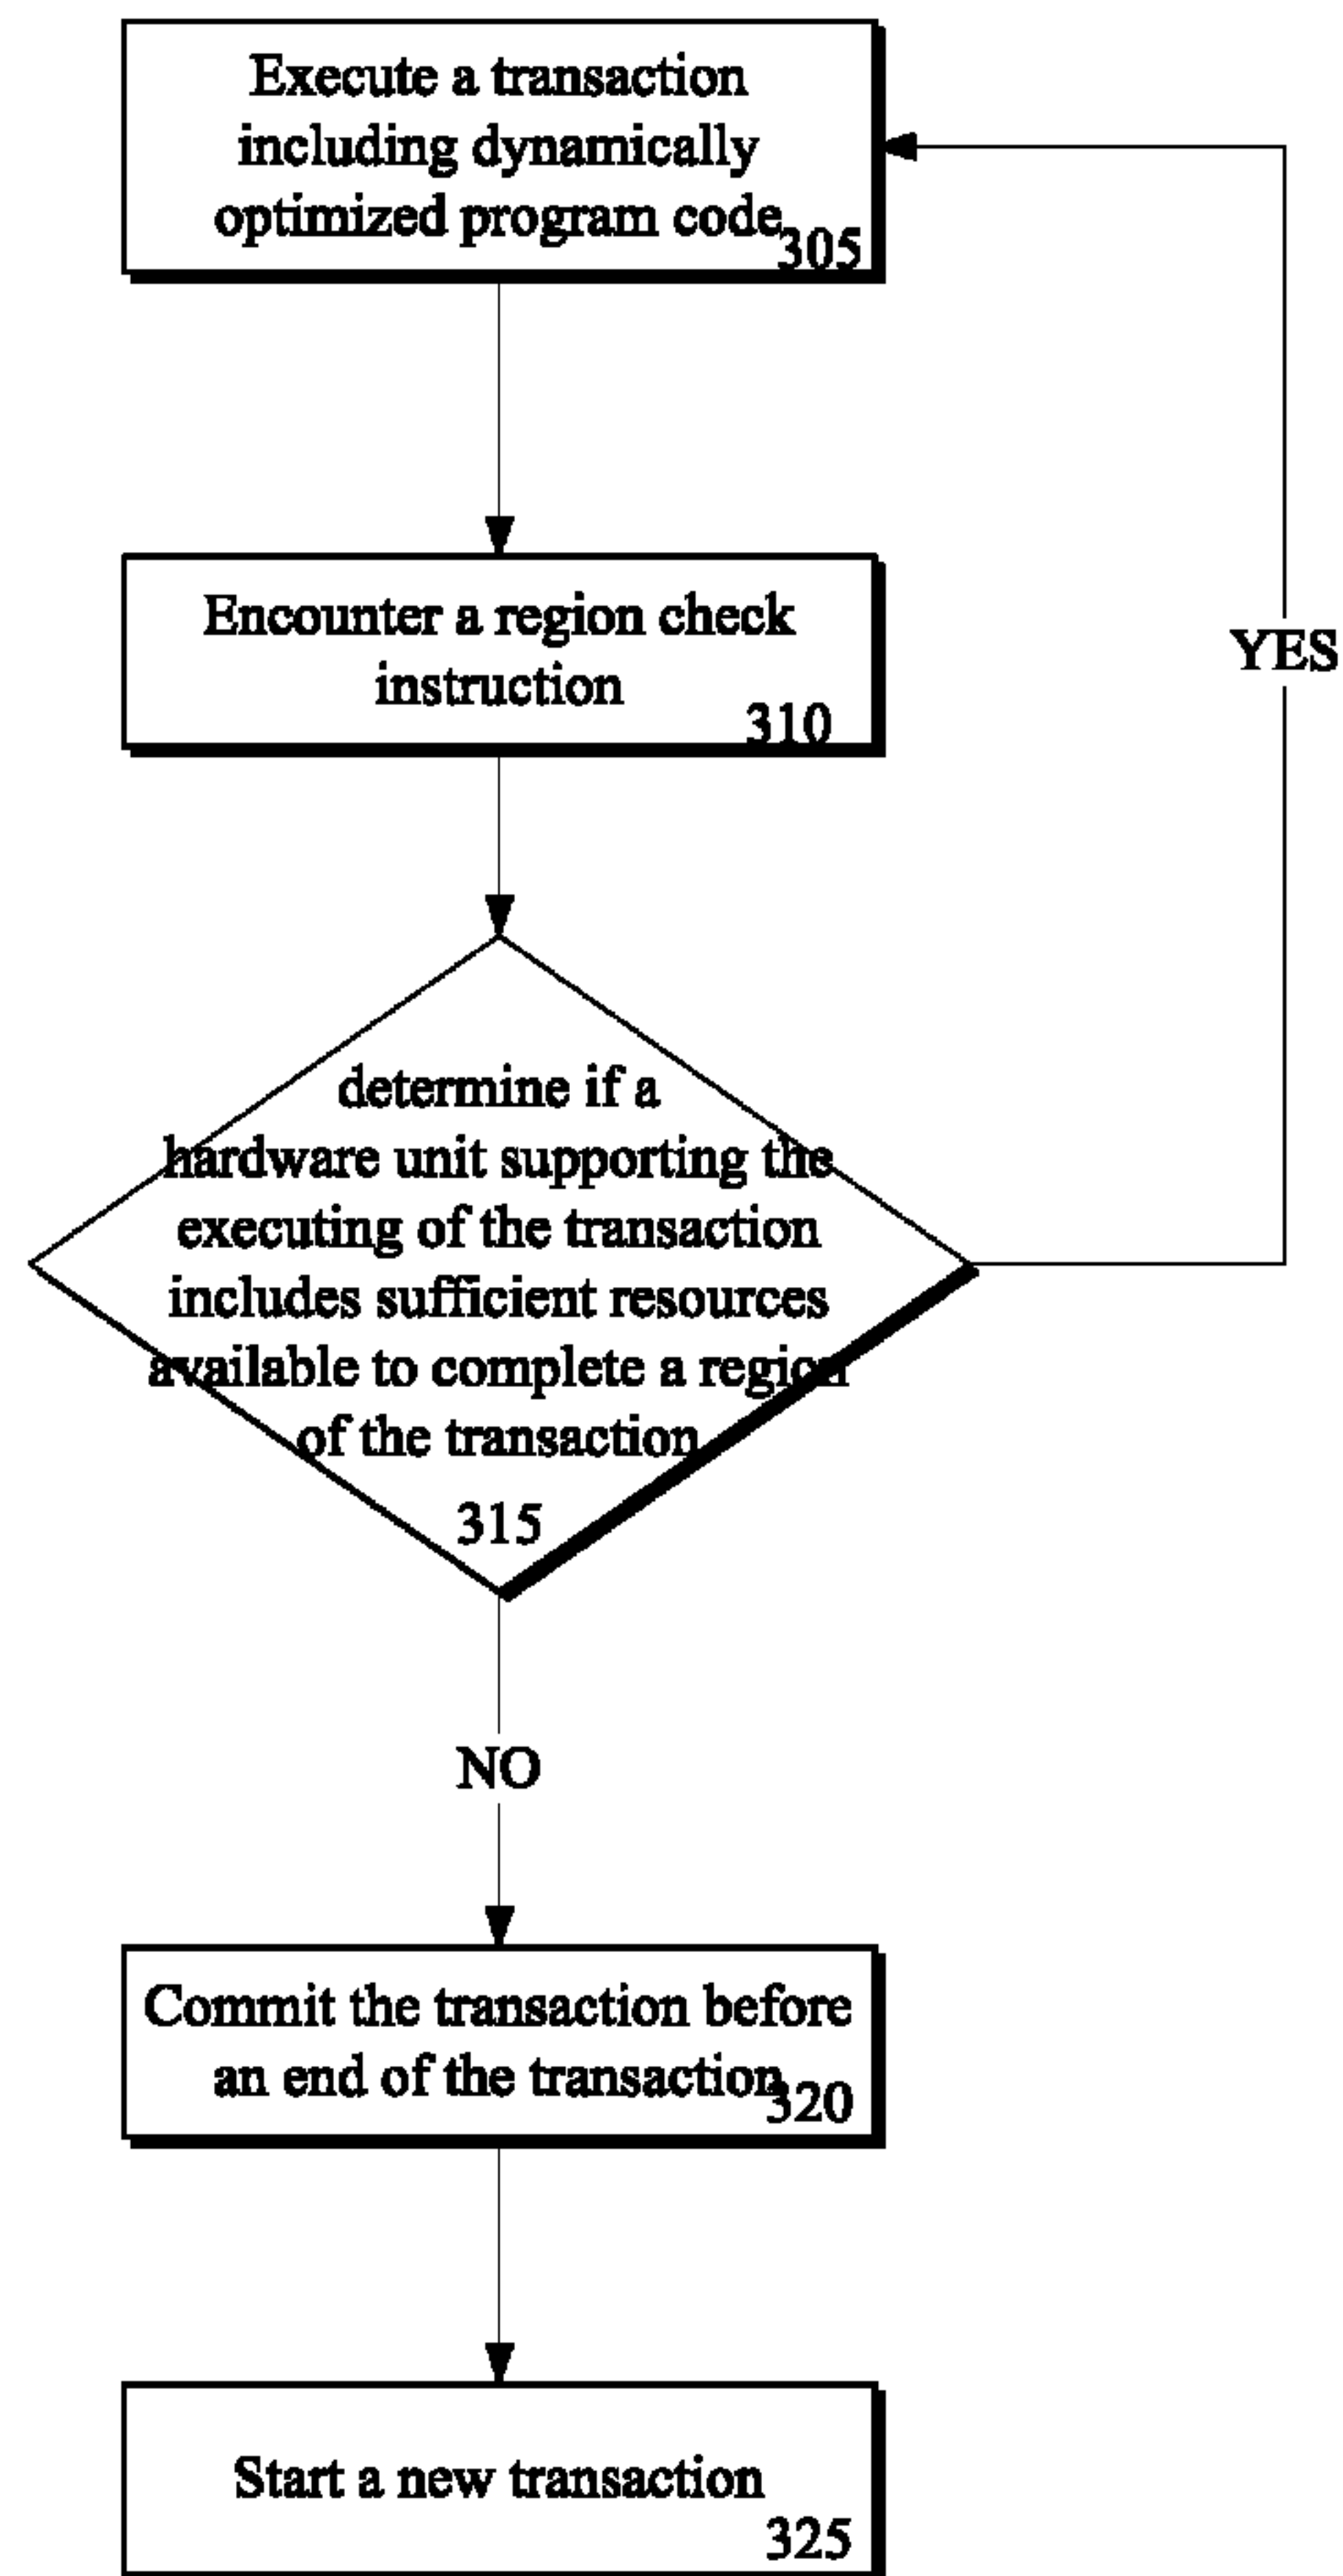 Execute a transaction
including dynamically
optimized program code
305
Encounter a region check
instruction
310
YES
determine if a
hardware unit supporting the
executing of the transaction
includes sufficient resources
available to complete a region
of the transaction
315
NO
Commit the transaction before
an end of the transaction
320
Start a new transaction
325